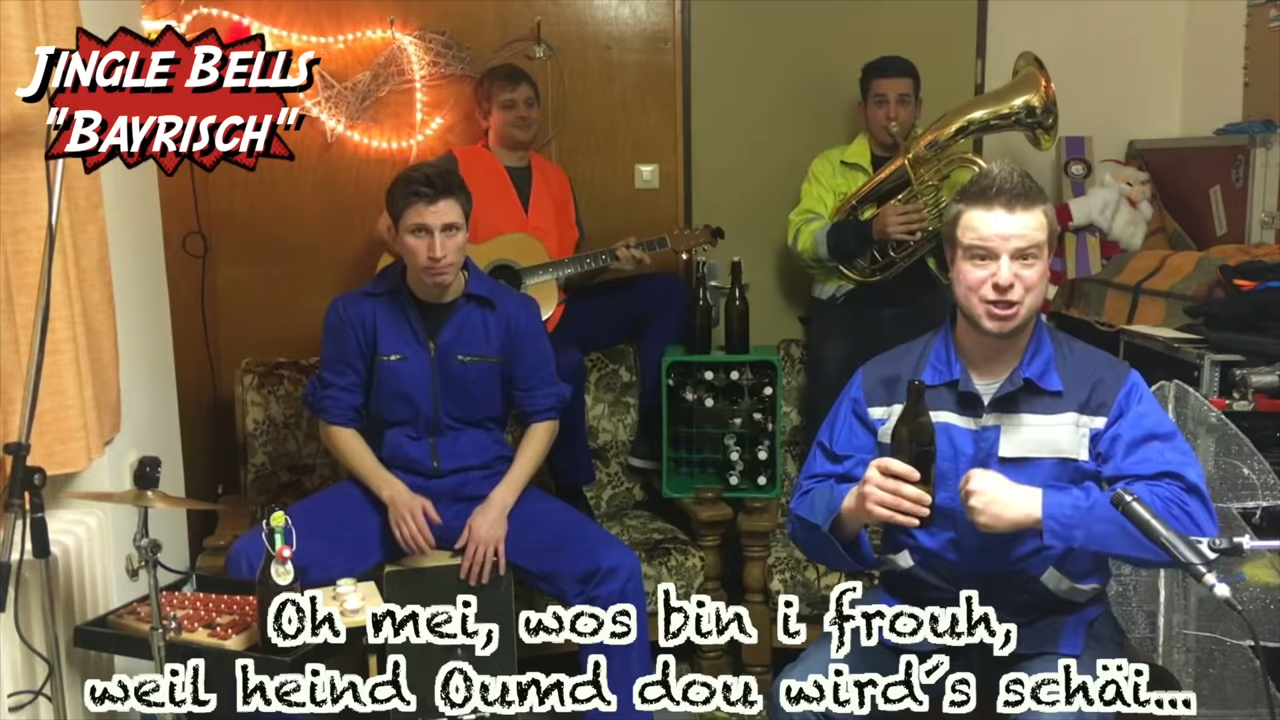 JINGLE BELLS
"BAYRISCH"
Oh mei, wos bin i frouh,
weil heind Oumd dou wird´s schäi...